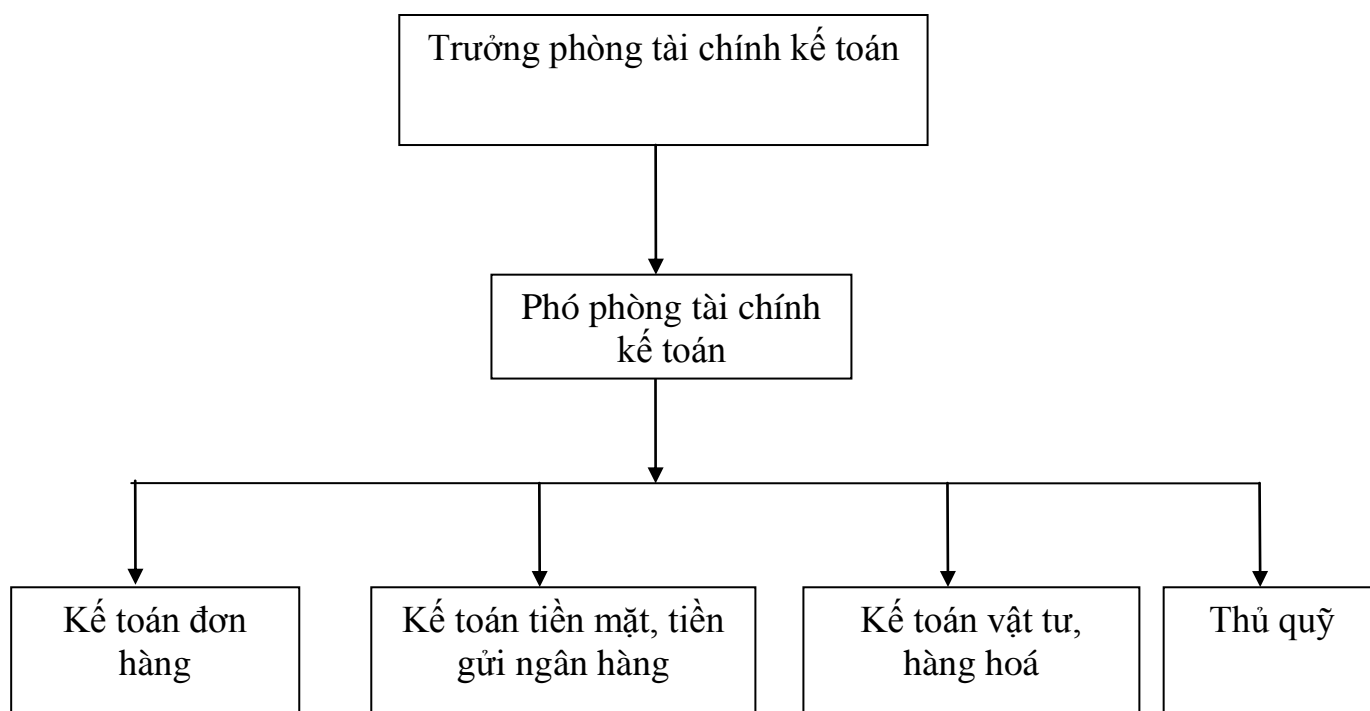 Trưởng phòng tài chính kế toán
Phó phòng tài chính
kế toán
Kế toán đơn
hàng
Kế toán tiền mặt, tiền
gửi ngân hàng
Kế toán vật tư,
hàng hoá
Thủ quỹ